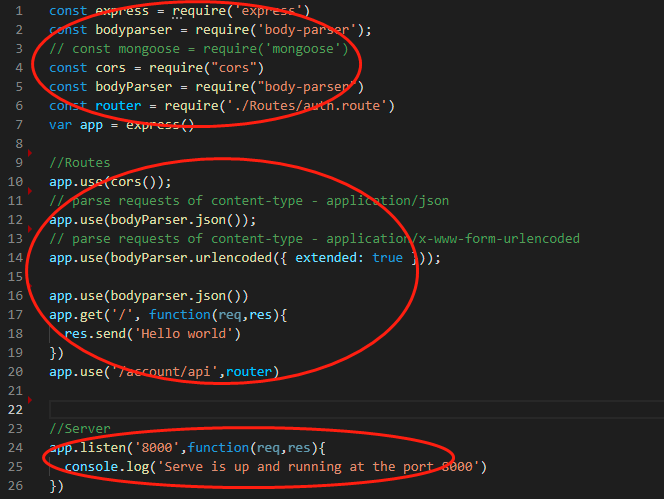 1 const express = require('express')
2 const bodyparser = require('body-parser');
3 // const mongoose = require('mongoose')
4 const cors = require("cors")
5 const bodyParser = require("body-parser")
6 const router = require('./Routes/auth.route')
7 var app = express()
8
9 //Routes
10 app.use(cors());
11 // parse requests of content-type - application/json
12 app.use(bodyParser.json());
13 // parse requests of content-type - application/x-www-form-urlencoded
14 app.use(bodyParser.urlencoded({ extended: true }));
15
16 app.use(bodyparser.json())
17 app.get('/', function(req,res){
18 res.send('Hello world')
19 })
20 app.use('/account/api',router)
21
22
23 //Server
24 app.listen('8000',function(req,res){
25 console.log('Serve is up and running at the port 8000')
26 })